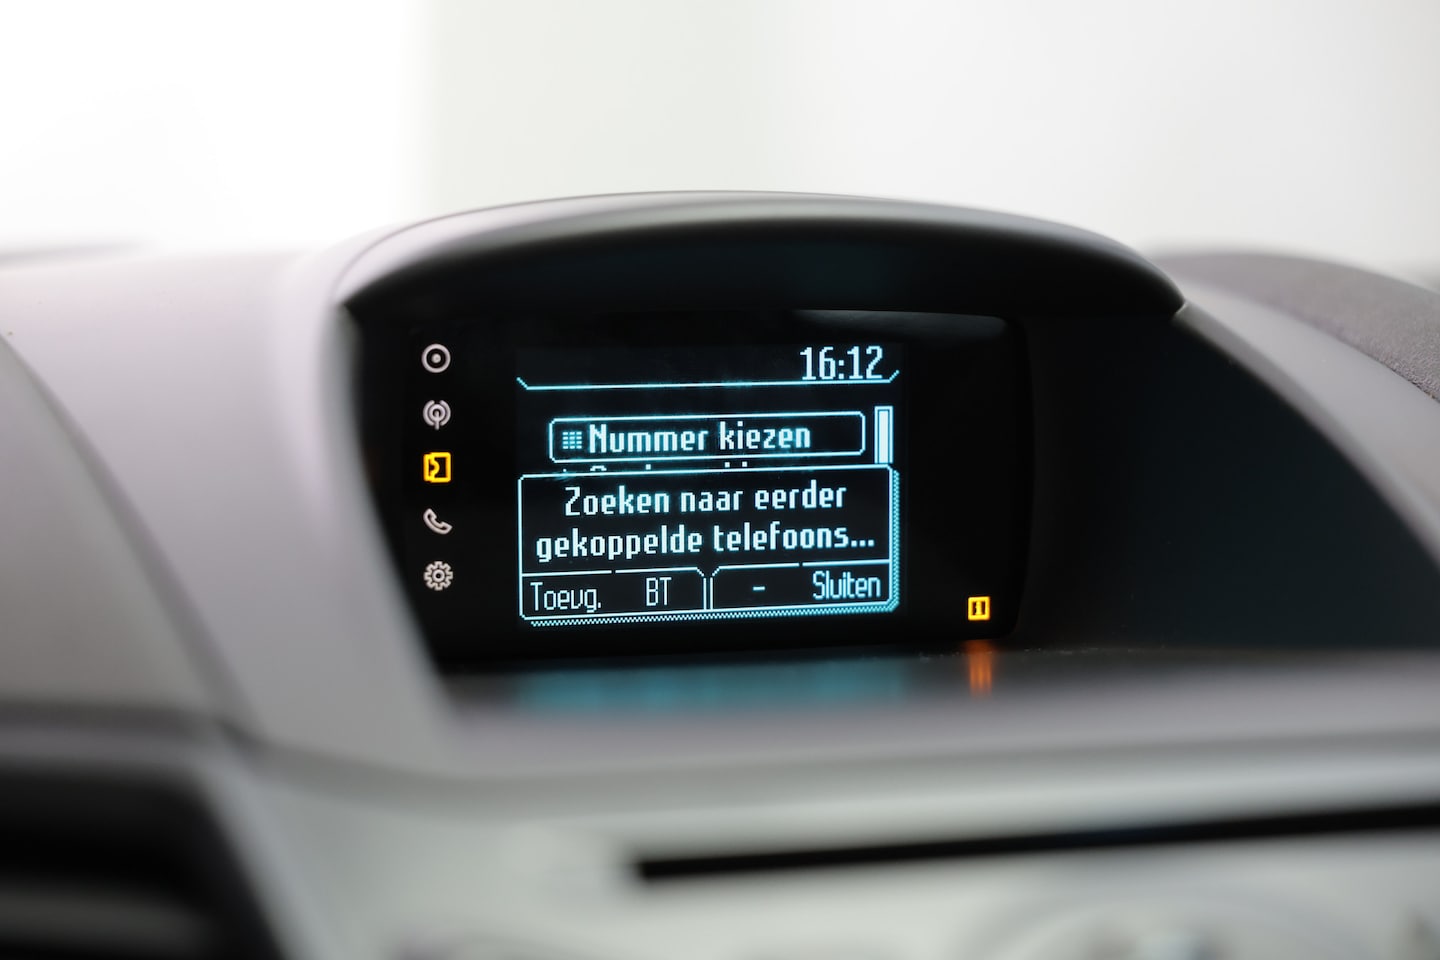 16:12
Nummer kiezen
Zoeken naar eerder
gekoppelde telefoons...
Toevg. BT - Sluiten